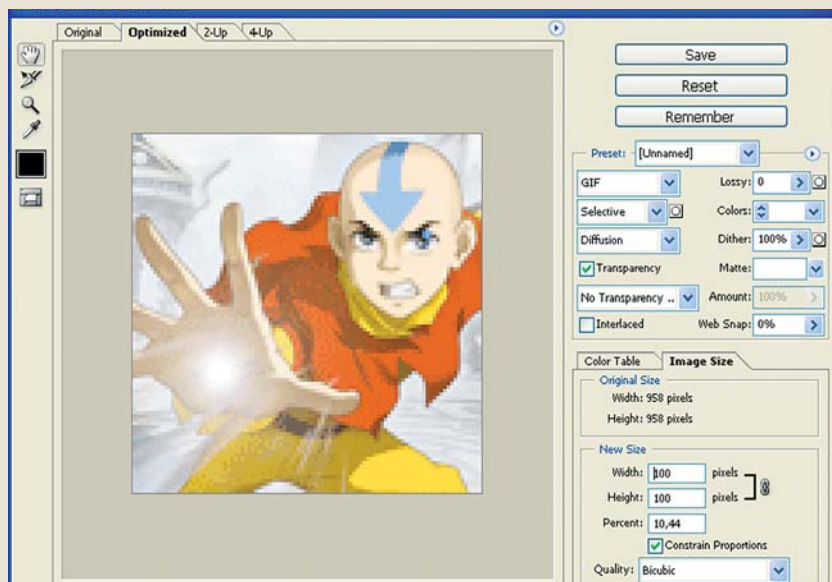 Original Optimized 2-Up 4-Up
Save
Reset
Remember
Preset: [Unnamed]
GIF Lossy: 0
Selective Colors:
Diffusion Dither: 100%
Transparency Matte:
No Transparency .. Amount: 100%
Interlaced Web Snap: 0%
Color Table Image Size
Original Size
Width: 958 pixels
Height: 958 pixels
New Size
Width: 100 pixels
Height: 100 pixels
Percent: 10,44
Constrain Proportions
Quality: Bicubic